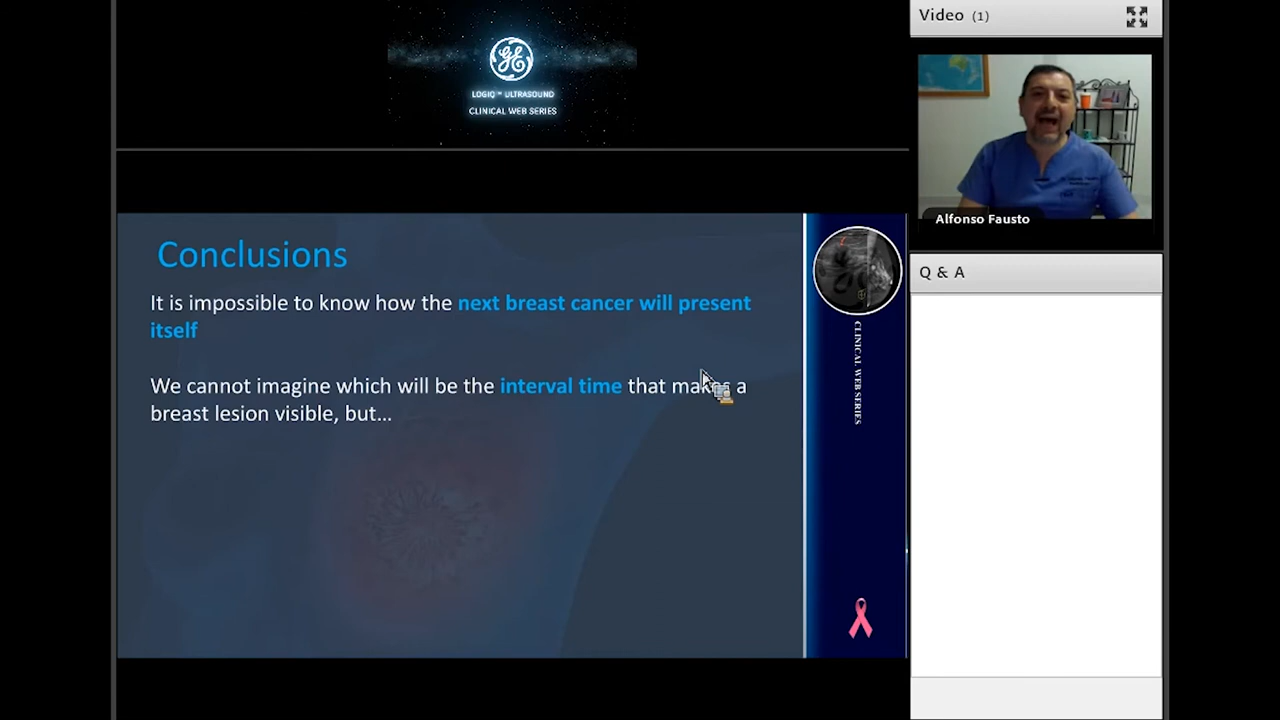 LOGIQ™ ULTRASOUND
CLINICAL WEB SERIES
Video (1)
Alfonso Fausto
Q & A
Conclusions
It is impossible to know how the next breast cancer will present
itself
We cannot imagine which will be the interval time that makes a
breast lesion visible, but...
CLINICAL WEB SERIES